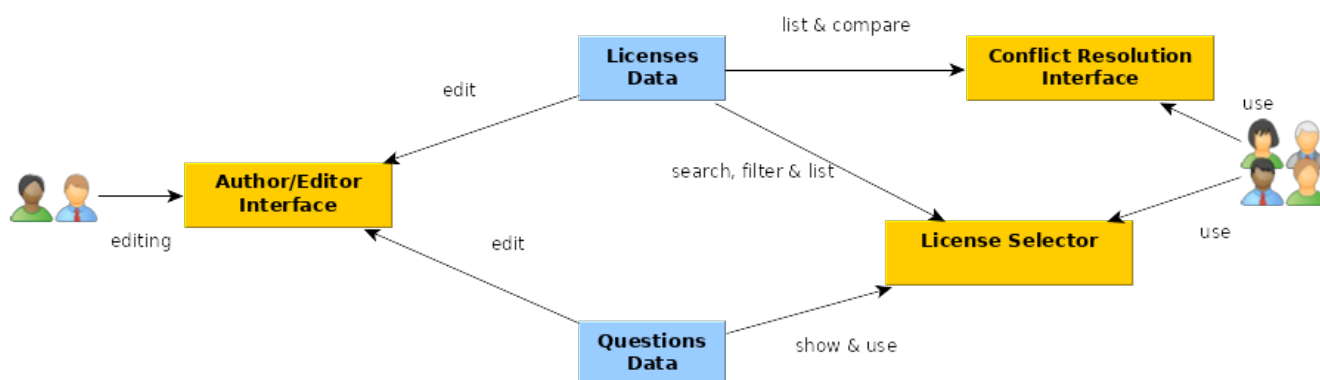 list & compare
Licenses
Data
Conflict Resolution
Interface
edit
use
search, filter & list
Author/Editor
Interface
editing
edit
License Selector
use
Questions
Data
show & use